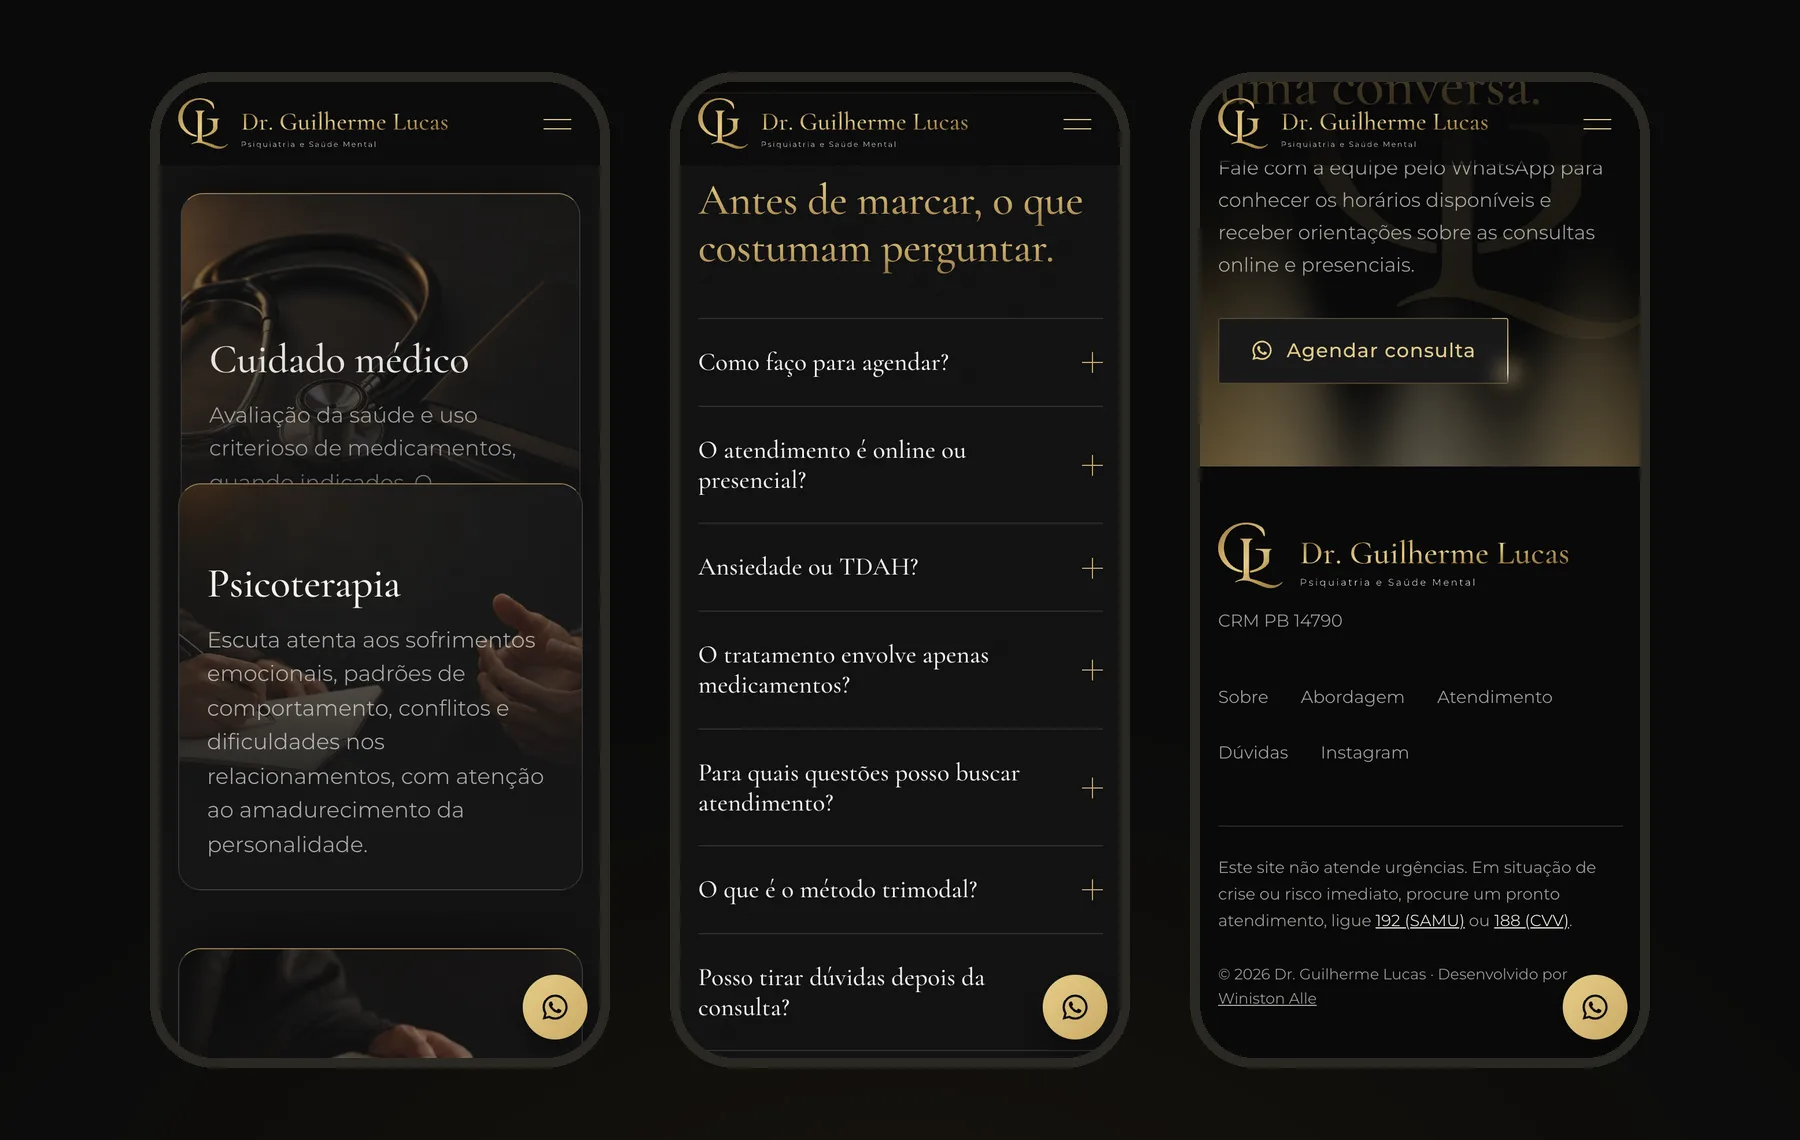 GL
Dr. Guilherme Lucas
Psiquiatria e Saúde Mental
Cuidado médico
Avaliação da saúde e uso
criterioso de medicamentos,
quando indicados. O
Psicoterapia
Escuta atenta aos sofrimentos
emocionais, padrões de
comportamento, conflitos e
dificuldades nos
relacionamentos, com atenção
ao amadurecimento da
personalidade.
GL
Dr. Guilherme Lucas
Psiquiatria e Saúde Mental
Antes de marcar, o que
costumam perguntar.
Como faço para agendar?
O atendimento é online ou
presencial?
Ansiedade ou TDAH?
O tratamento envolve apenas
medicamentos?
Para quais questões posso buscar
atendimento?
O que é o método trimodal?
Posso tirar dúvidas depois da
consulta?
uma conversa.
GL
Dr. Guilherme Lucas
Psiquiatria e Saúde Mental
Fale com a equipe pelo WhatsApp para
conhecer os horários disponíveis e
receber orientações sobre as consultas
online e presenciais.
Agendar consulta
GL
Dr. Guilherme Lucas
Psiquiatria e Saúde Mental
CRM PB 14790
Sobre Abordagem Atendimento
Dúvidas Instagram
Este site não atende urgências. Em situação de
crise ou risco imediato, procure um pronto
atendimento, ligue 192 (SAMU) ou 188 (CVV).
© 2026 Dr. Guilherme Lucas · Desenvolvido por
Winiston Alle